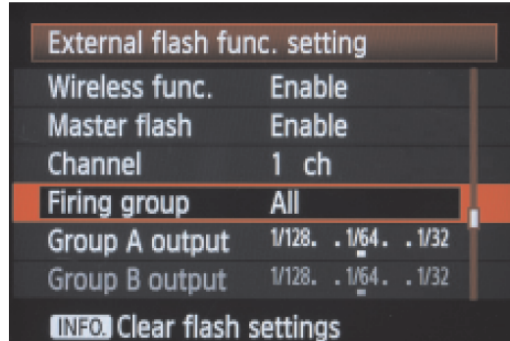 External flash func. setting
Wireless func. Enable
Master flash Enable
Channel 1 ch
Firing group All
Group A output 1/128. . 1/64. . 1/32
Group B output 1/128. . 1/64. . 1/32
INFO. Clear flash settings